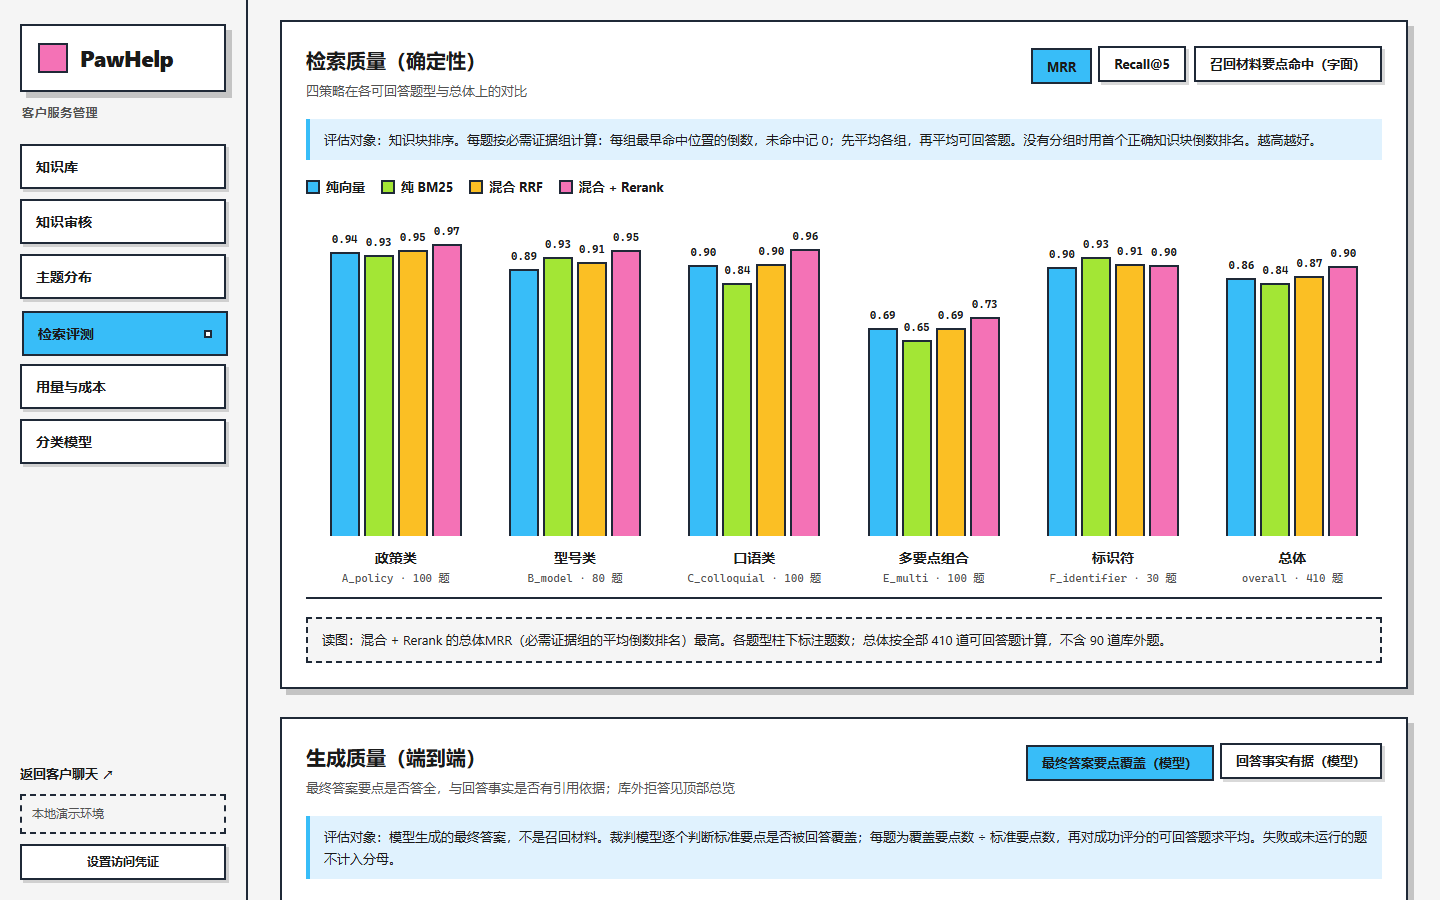 PawHelp
客户服务管理
知识库
知识审核
主题分布
检索评测
用量与成本
分类模型
返回客户聊天 ↗
本地演示环境
设置访问凭证
检索质量（确定性）
四策略在各可回答题型与总体上的对比
MRR
Recall@5
召回材料要点命中（字面）
评估对象：知识块排序。每题按必需证据组计算：每组最早命中位置的倒数，未命中记 0；先平均各组，再平均可回答题。没有分组时用首个正确知识块倒数排名。越高越好。
纯向量 纯 BM25 混合 RRF 混合 + Rerank
0.94 0.93 0.95 0.97
0.89 0.93 0.91 0.95
0.90 0.84 0.90 0.96
0.69 0.65 0.69 0.73
0.90 0.93 0.91 0.90
0.86 0.84 0.87 0.90
政策类 型号类 口语类 多要点组合 标识符 总体
A_policy · 100 题 B_model · 80 题 C_colloquial · 100 题 E_multi · 100 题 F_identifier · 30 题 overall · 410 题
读图：混合 + Rerank 的总体MRR（必需证据组的平均倒数排名）最高。各题型柱下标注题数；总体按全部 410 道可回答题计算，不含 90 道库外题。
生成质量（端到端）
最终答案要点是否答全，与回答事实是否有引用依据；库外拒答见顶部总览
最终答案要点覆盖（模型）
回答事实有据（模型）
评估对象：模型生成的最终答案，不是召回材料。裁判模型逐个判断标准要点是否被回答覆盖；每题为覆盖要点数 ÷ 标准要点数，再对成功评分的可回答题求平均。失败或未运行的题
不计入分母。